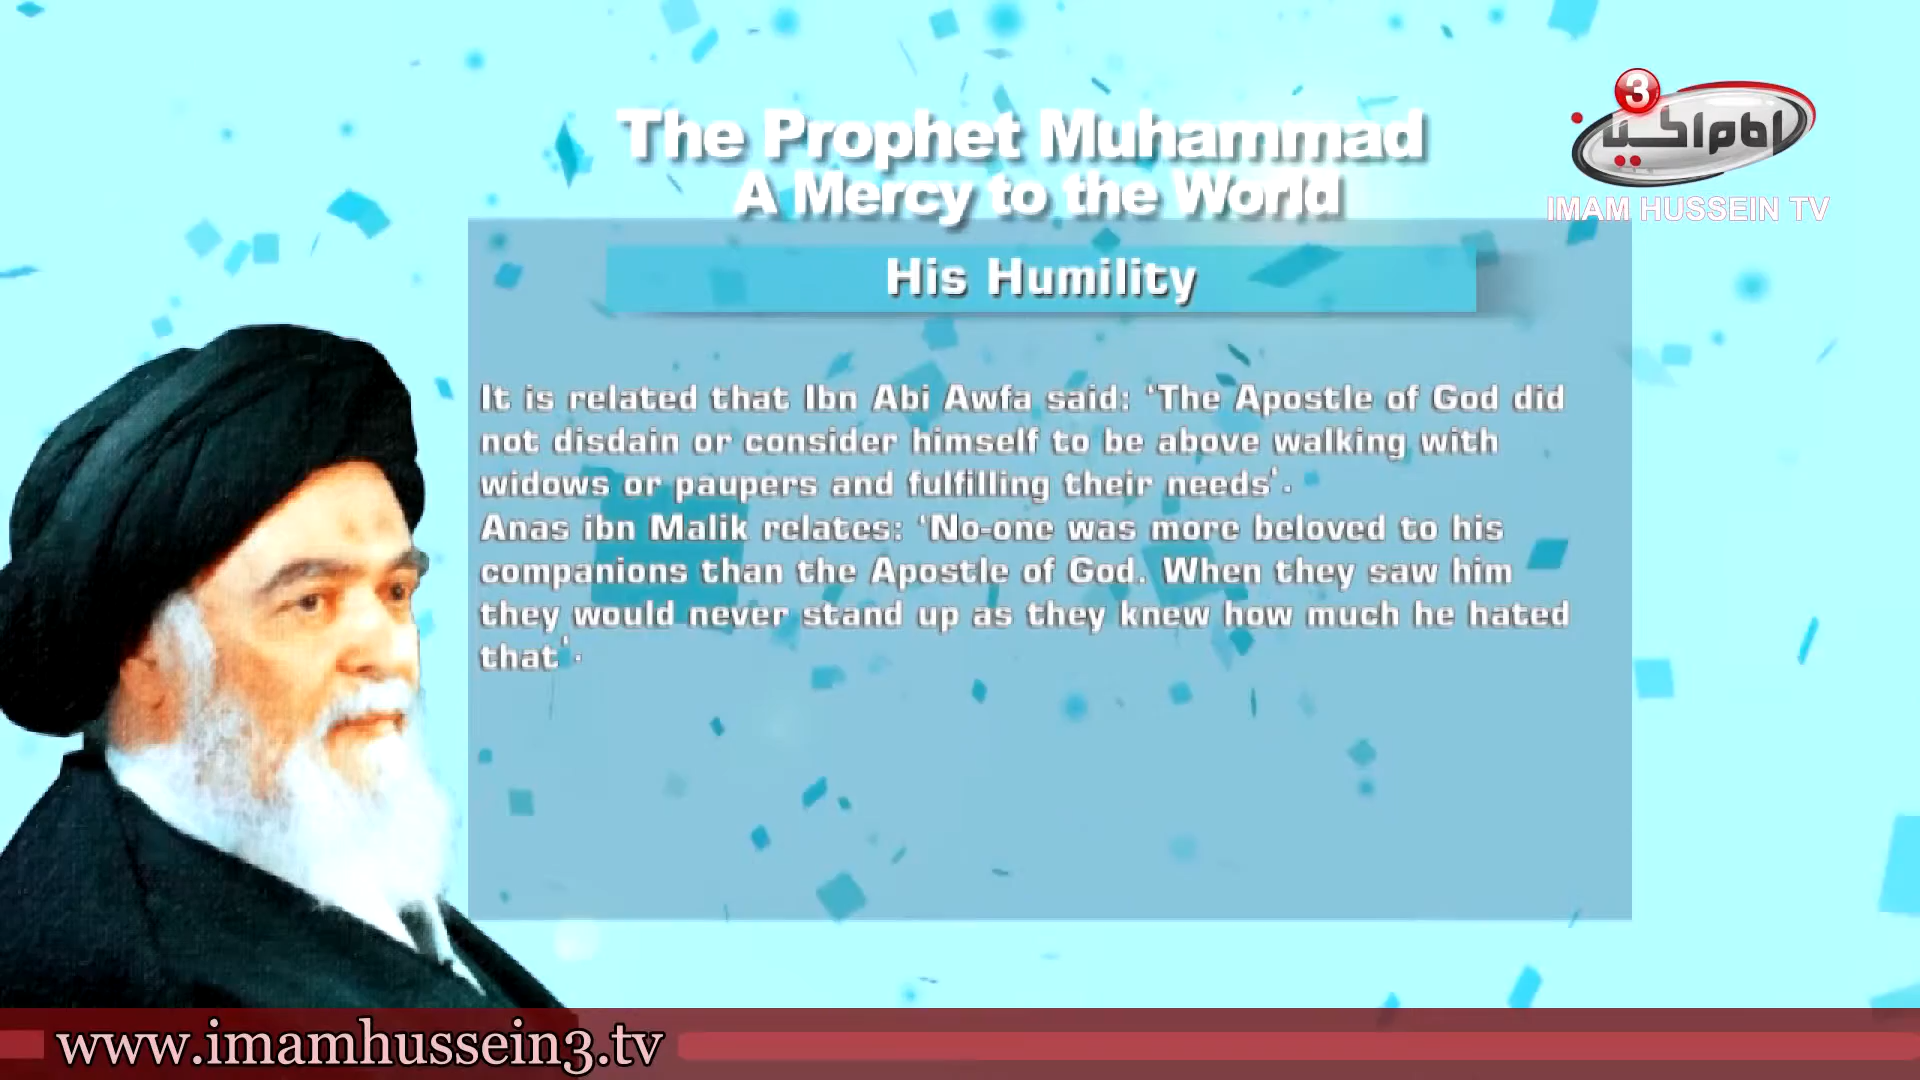 The Prophet Muhammad
A Mercy to the World
3
امام حسین
IMAM HUSSEIN TV
His Humility
It is related that Ibn Abi Awfa said: ‘The Apostle of God did
not disdain or consider himself to be above walking with
widows or paupers and fulfilling their needs’.
Anas ibn Malik relates: ‘No-one was more beloved to his
companions than the Apostle of God. When they saw him
they would never stand up as they knew how much he hated
that’.
www.imamhussein3.tv